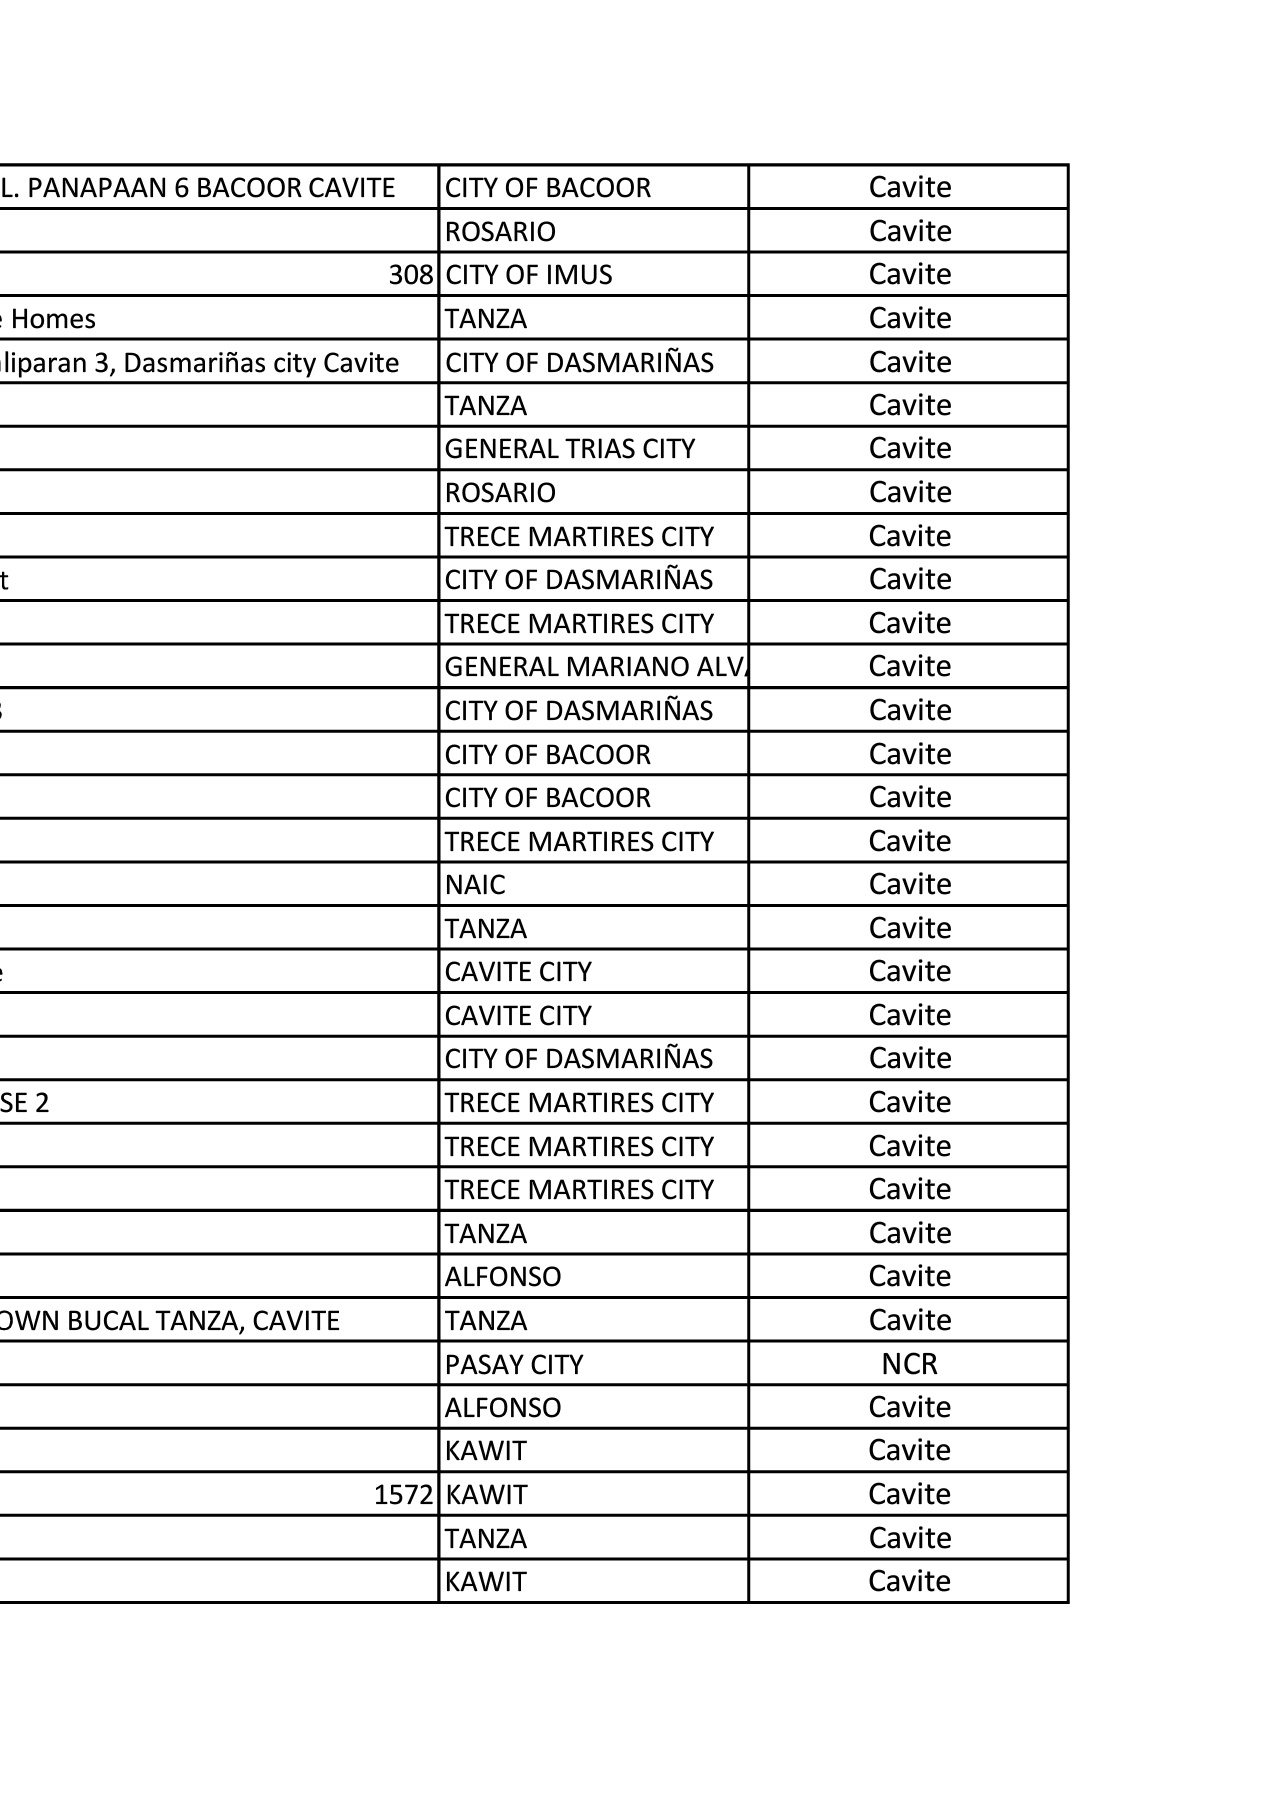 L. PANAPAAN 6 BACOOR CAVITE CITY OF BACOOR Cavite
ROSARIO Cavite
308 CITY OF IMUS Cavite
e Homes TANZA Cavite
liparan 3, Dasmariñas city Cavite CITY OF DASMARIÑAS Cavite
TANZA Cavite
GENERAL TRIAS CITY Cavite
ROSARIO Cavite
TRECE MARTIRES CITY Cavite
t CITY OF DASMARIÑAS Cavite
TRECE MARTIRES CITY Cavite
GENERAL MARIANO ALV Cavite
CITY OF DASMARIÑAS Cavite
CITY OF BACOOR Cavite
CITY OF BACOOR Cavite
TRECE MARTIRES CITY Cavite
NAIC Cavite
TANZA Cavite
e CAVITE CITY Cavite
CAVITE CITY Cavite
CITY OF DASMARIÑAS Cavite
SE 2 TRECE MARTIRES CITY Cavite
TRECE MARTIRES CITY Cavite
TRECE MARTIRES CITY Cavite
TANZA Cavite
ALFONSO Cavite
OWN BUCAL TANZA, CAVITE TANZA Cavite
PASAY CITY NCR
ALFONSO Cavite
KAWIT Cavite
1572 KAWIT Cavite
TANZA Cavite
KAWIT Cavite